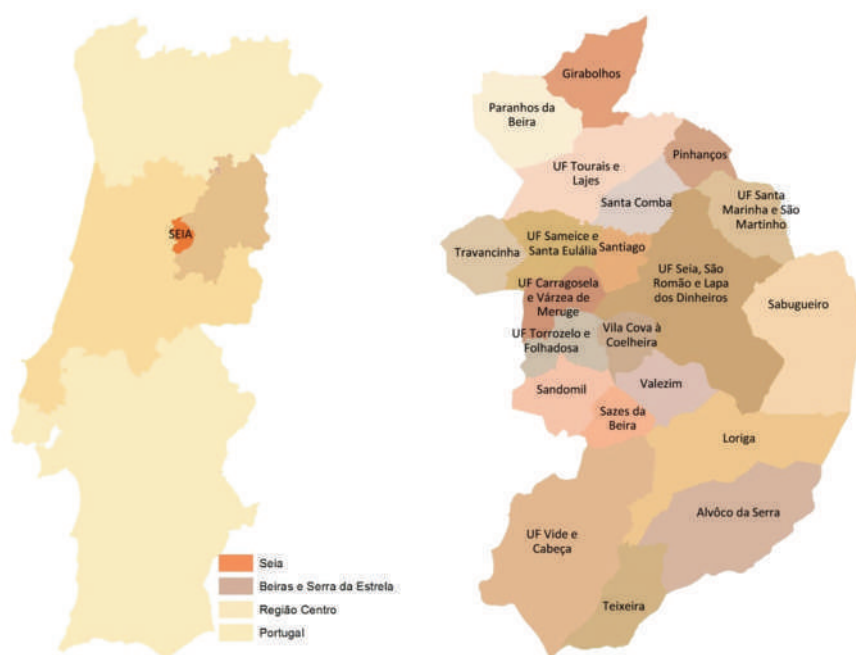 SEIA
Seia
Beiras e Serra da Estrela
Região Centro
Portugal
Girabolhos
Paranhos da
Beira
Pinhanços
UF Tourais e
Lajes
Santa Comba
UF Santa
Marinha e São
Martinho
Travancinha
UF Sameice e
Santa Eulália
Santiago
UF Seia, São
Romão e Lapa
dos Dinheiros
Sabugueiro
UF Carragosela
e Várzea de
Meruge
UF Torrozelo e
Folhadosa
Vila Cova à
Coelheira
Sandomil
Valezim
Sazes da
Beira
Loriga
Alvôco da Serra
UF Vide e
Cabeça
Teixeira